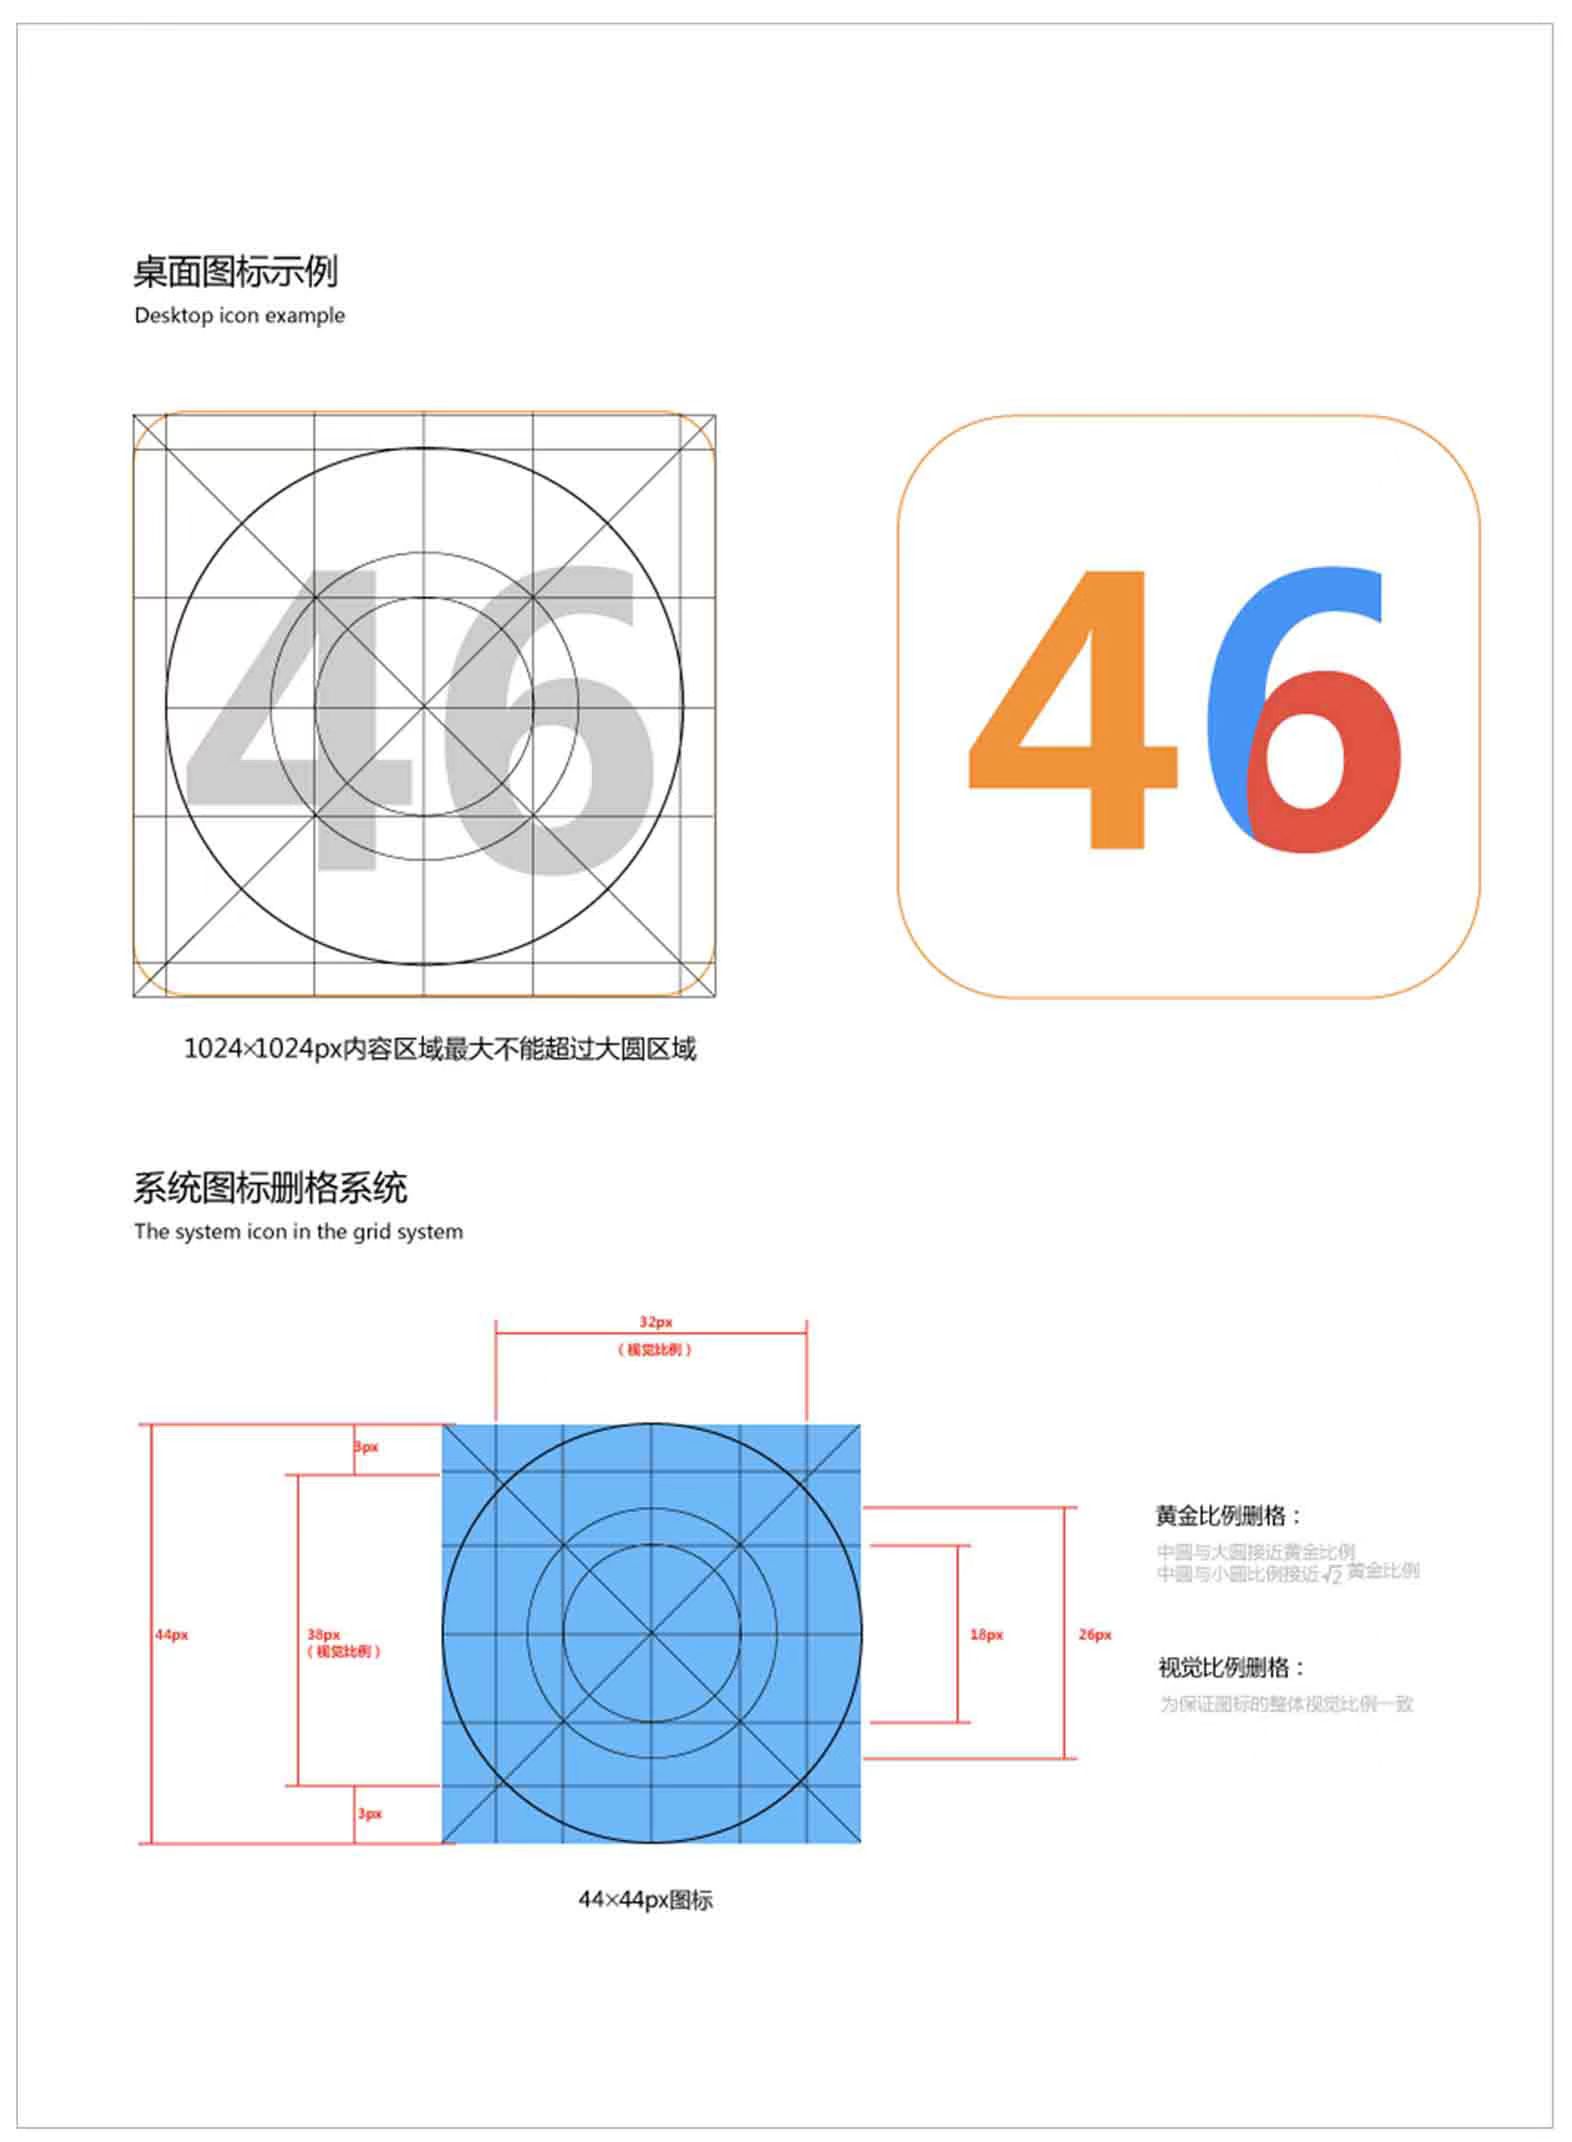 桌面图标示例
Desktop icon example
46
46
1024×1024px内容区域最大不能超过大圆区域
系统图标删格系统
The system icon in the grid system
32px
（视觉比例）
3px
44px
38px
（视觉比例）
3px
18px
26px
黄金比例删格：
中圆与大圆接近黄金比例
中圆与小圆比例接近√2 黄金比例
视觉比例删格：
为保证图标的整体视觉比例一致
44×44px图标